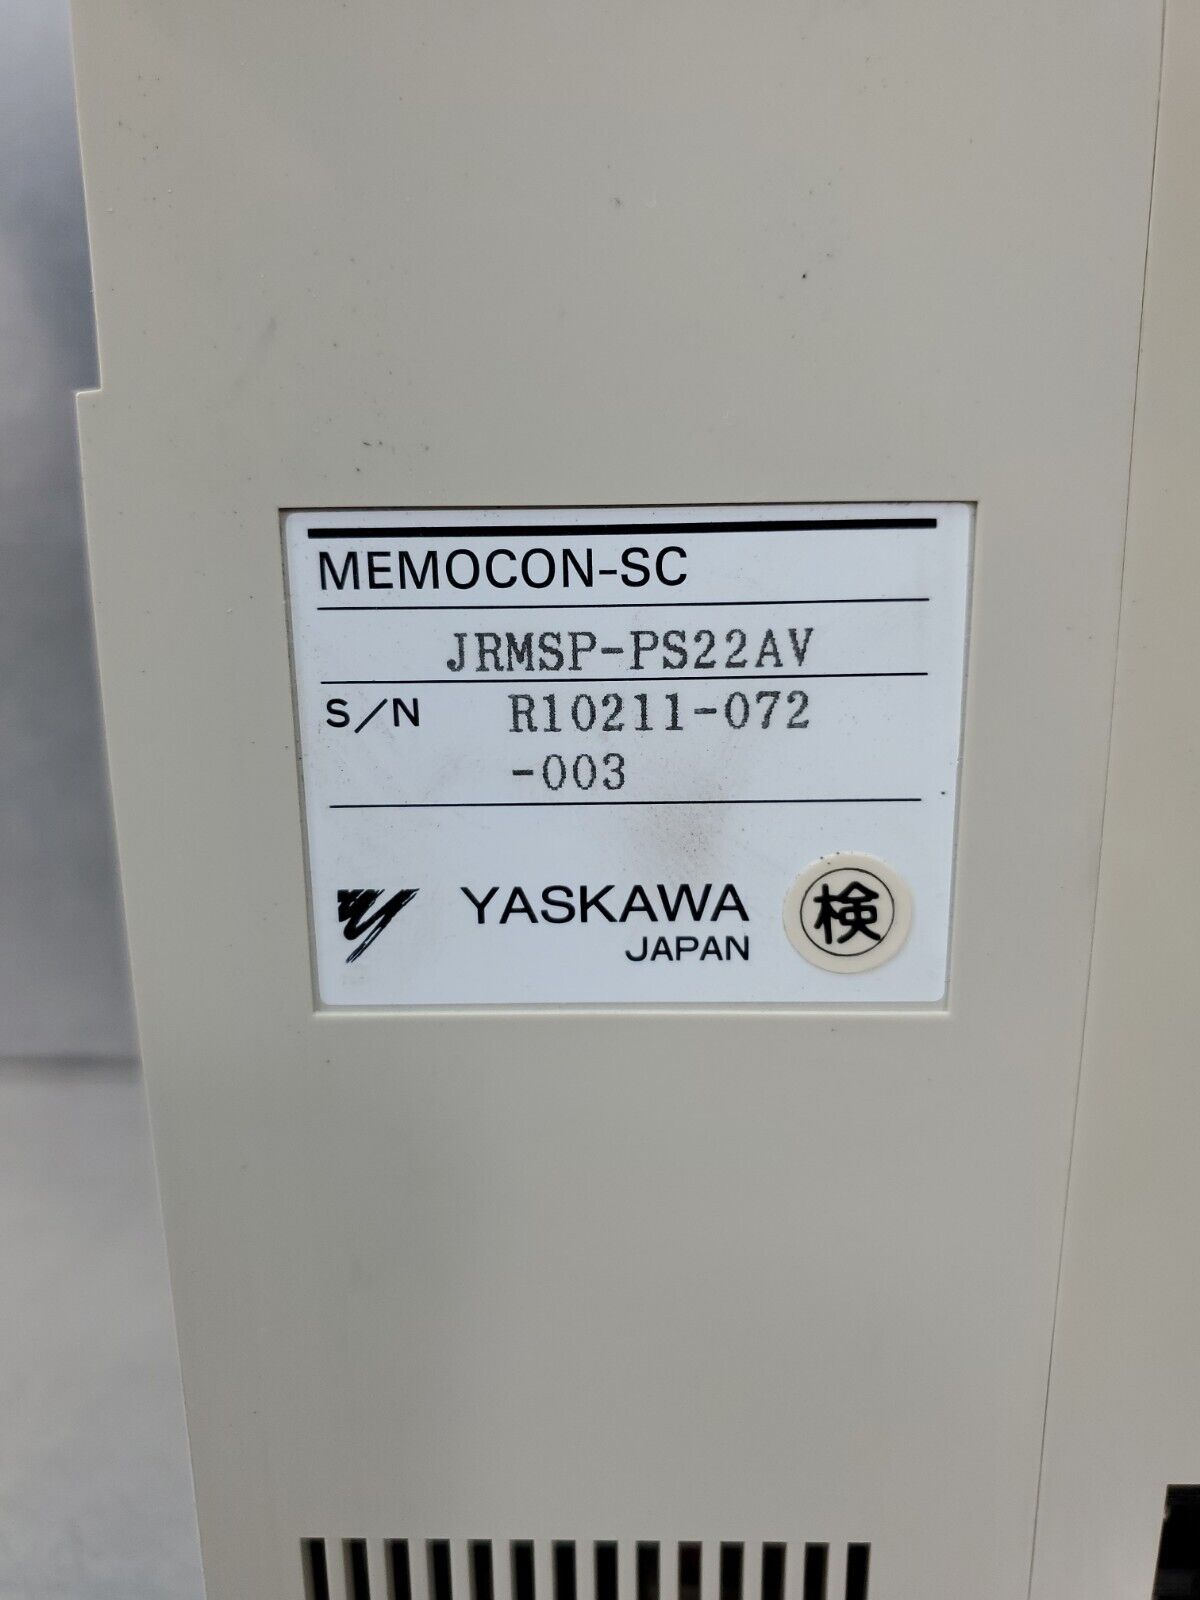 MEMOCON-SC
JRMSP-PS22AV
S/N R10211-072
-003
YASKAWA
JAPAN
検